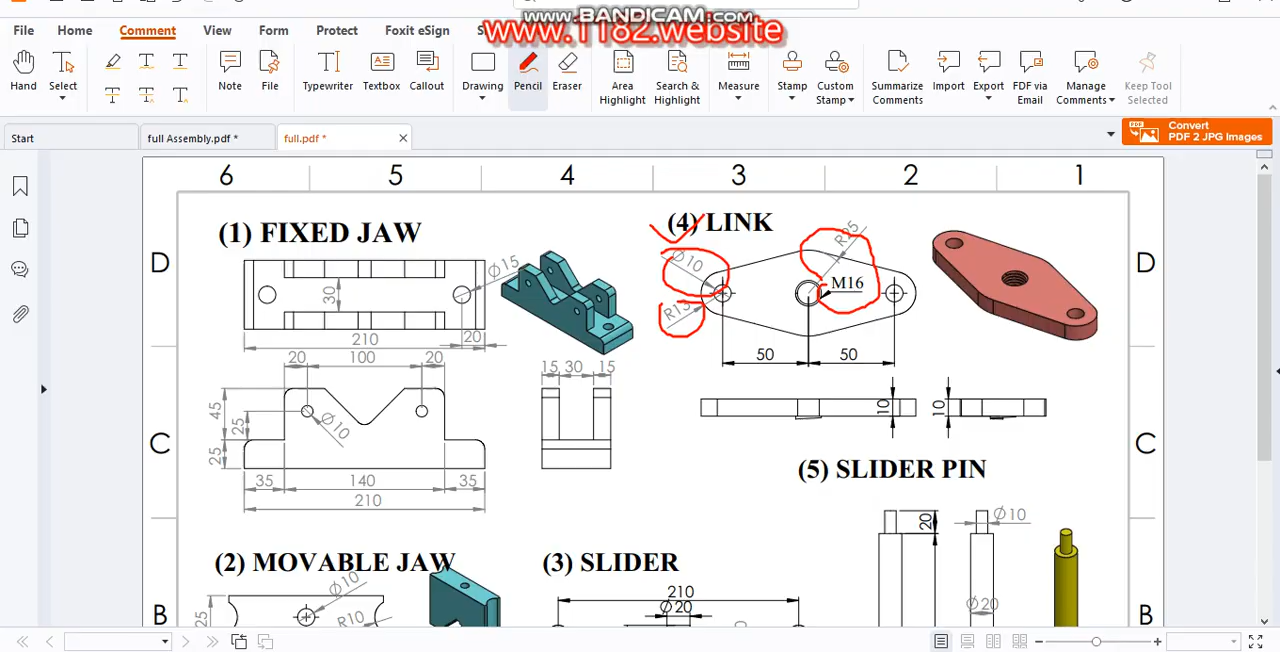 www.BANDICAM.com
www.1182.website
File Home Comment View Form Protect Foxit eSign
Hand Select Note File Typewriter Textbox Callout Drawing Pencil Eraser Area Highlight Search & Highlight Measure Stamp Custom Stamp Summarize Comments Import Export FDF via Email Manage Comments Keep Tool Selected
Start full Assembly.pdf * full.pdf * Convert PDF 2 JPG Images
6 5 4 3 2 1
(1) FIXED JAW
(4) LINK
R25
D
Ø10
Ø15
D
30
M16
R15
210
20
20 100 20
50 50
15 30 15
45
25
Ø10
10
10
C
25
C
(5) SLIDER PIN
35 140 35
210
20
Ø10
(2) MOVABLE JAW
(3) SLIDER
Ø10
210
25
R10
Ø20
Ø20
B
B